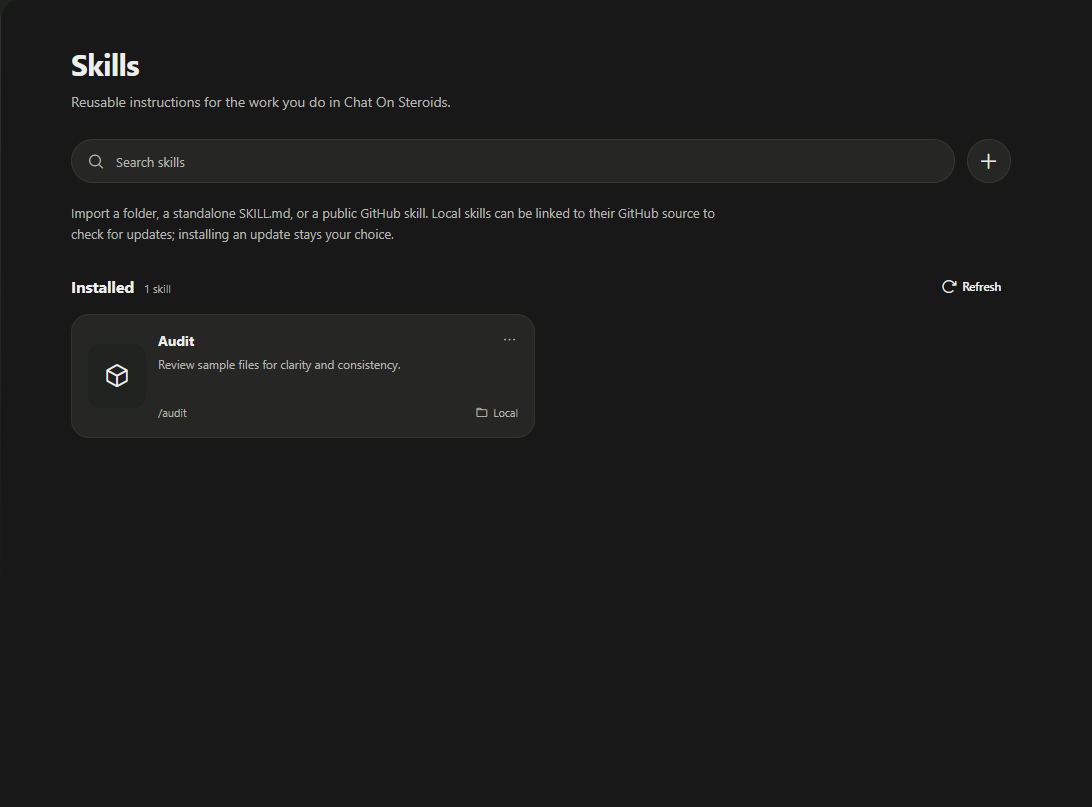 Skills
Reusable instructions for the work you do in Chat On Steroids.
Search skills
Import a folder, a standalone SKILL.md, or a public GitHub skill. Local skills can be linked to their GitHub source to
check for updates; installing an update stays your choice.
Installed 1 skill Refresh
Audit
Review sample files for clarity and consistency.
/audit Local